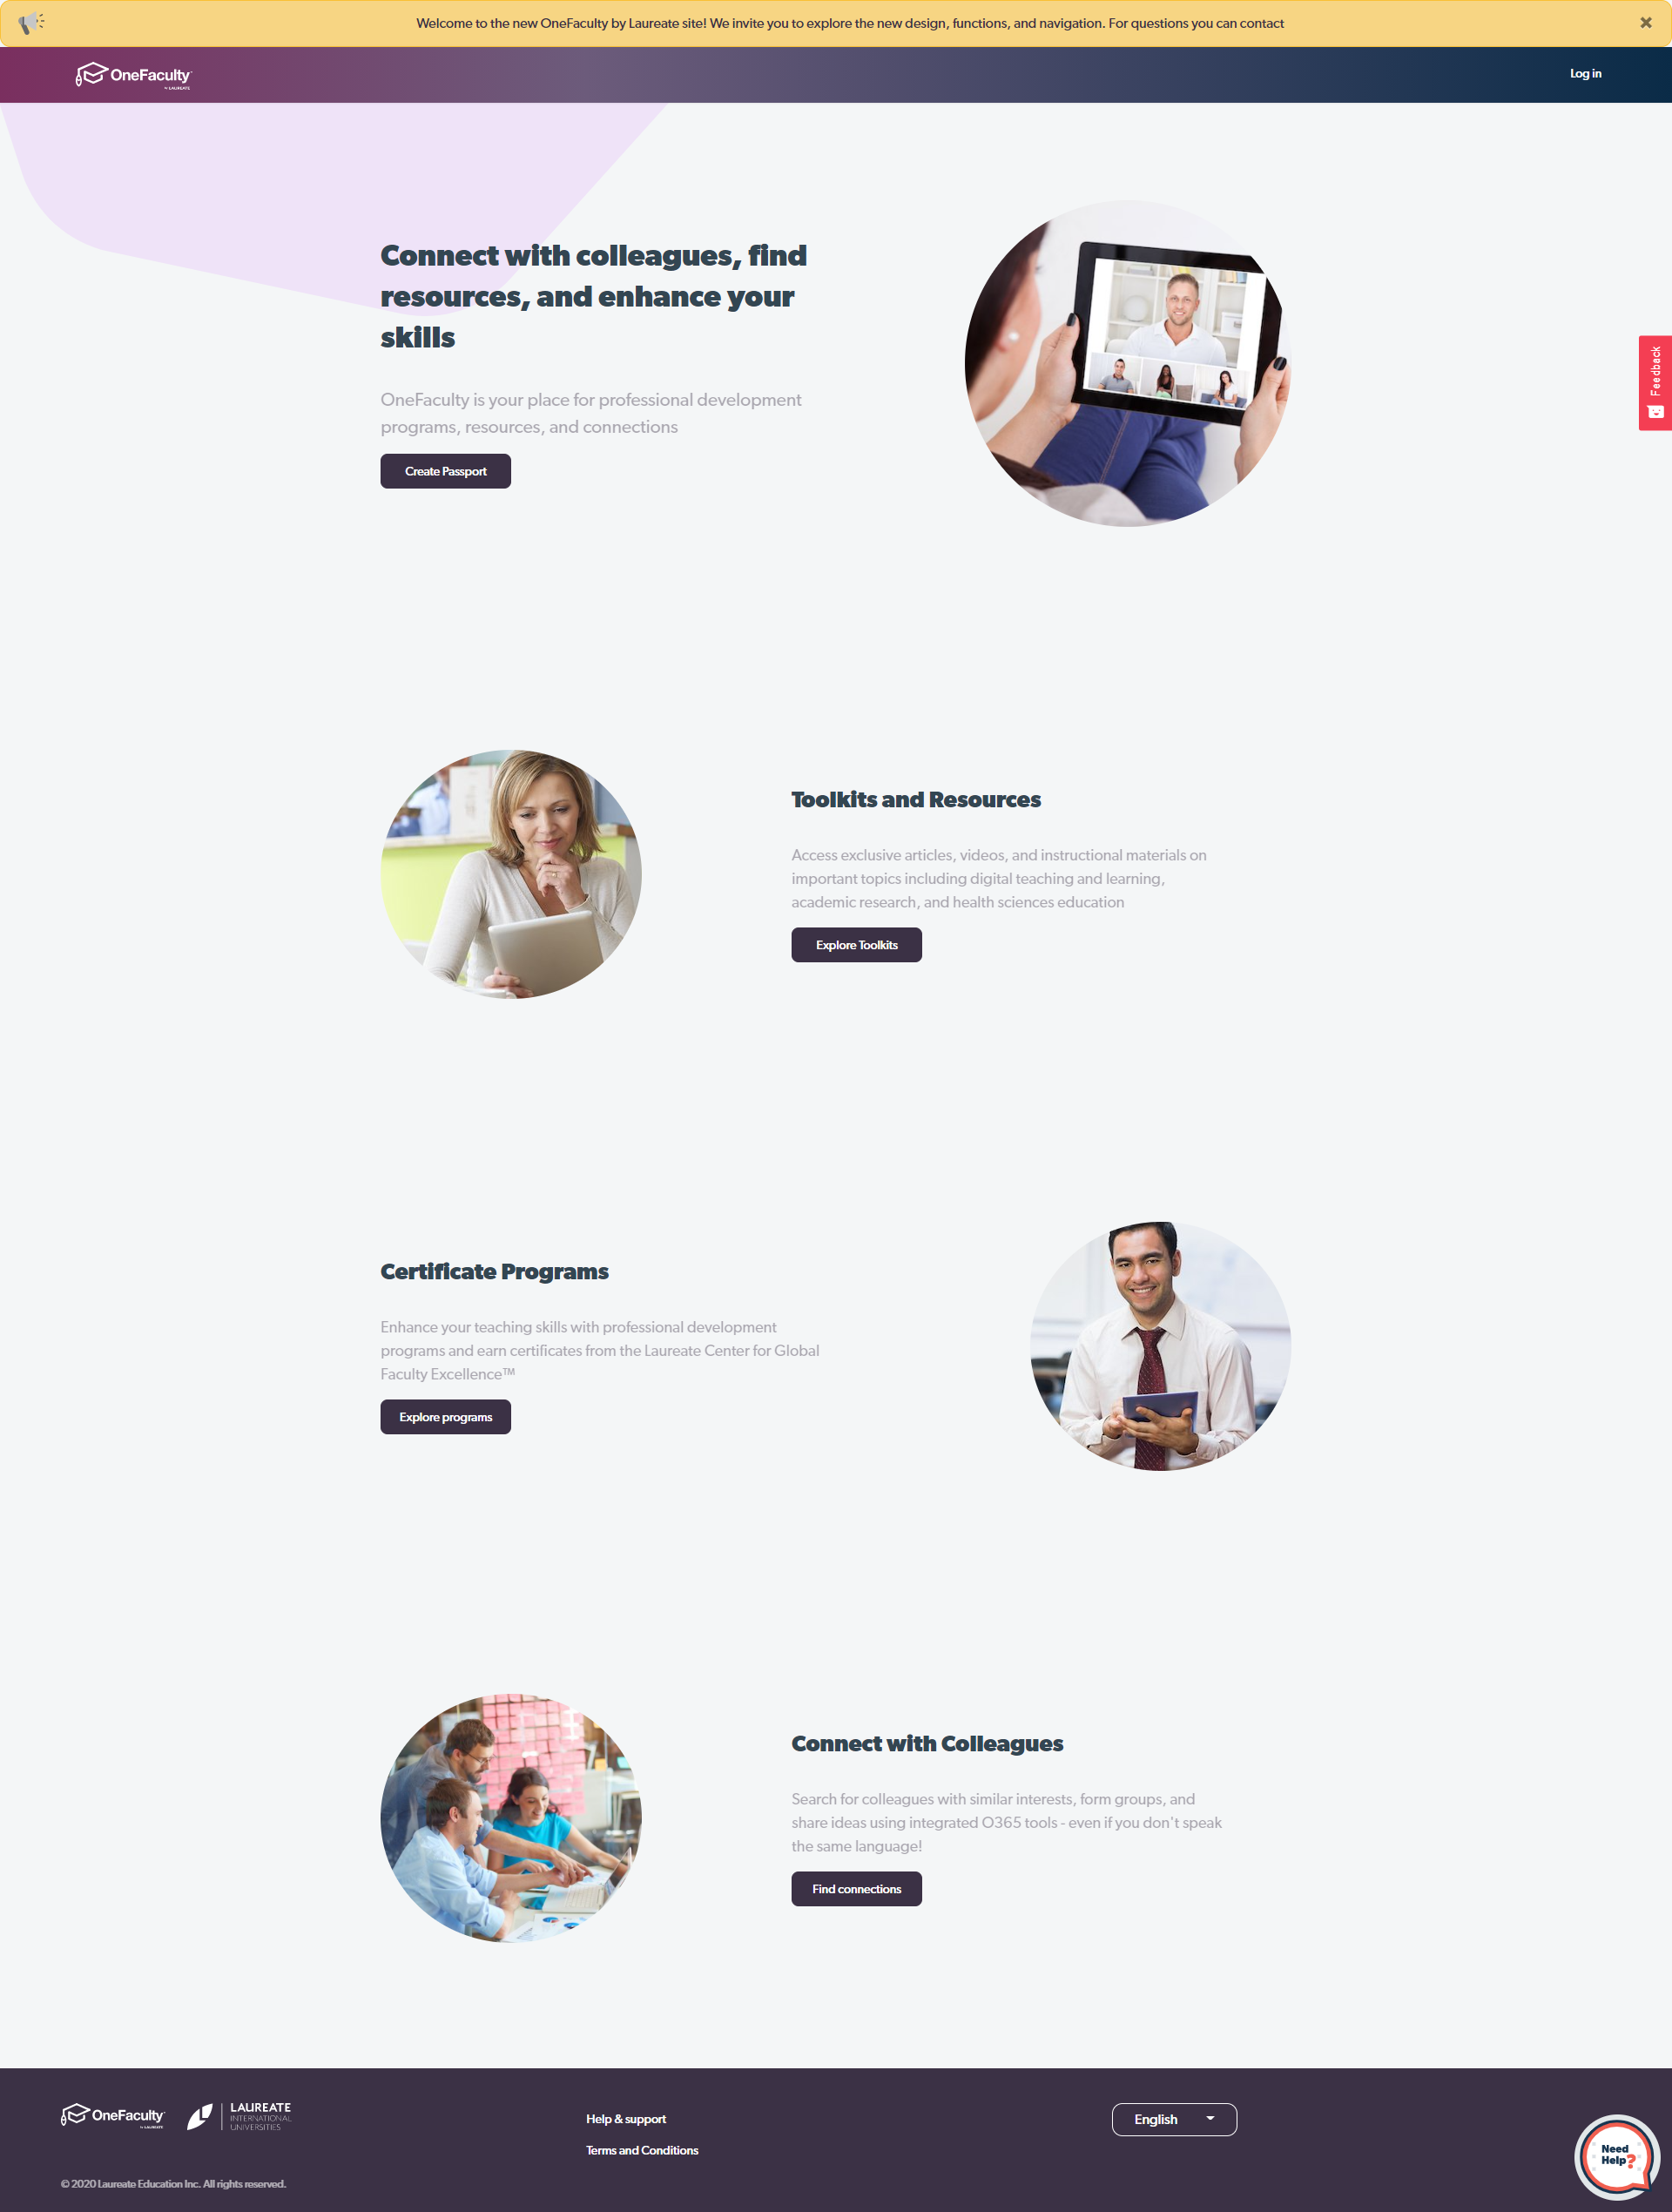 Welcome to the new OneFaculty by Laureate site! We invite you to explore the new design, functions, and navigation. For questions you can contact
OneFaculty
by LAUREATE
Log in
Connect with colleagues, find
resources, and enhance your
skills
OneFaculty is your place for professional development
programs, resources, and connections
Create Passport
Feedback
Toolkits and Resources
Access exclusive articles, videos, and instructional materials on
important topics including digital teaching and learning,
academic research, and health sciences education
Explore Toolkits
Certificate Programs
Enhance your teaching skills with professional development
programs and earn certificates from the Laureate Center for Global
Faculty Excellence™
Explore programs
Connect with Colleagues
Search for colleagues with similar interests, form groups, and
share ideas using integrated O365 tools - even if you don't speak
the same language!
Find connections
OneFaculty
by LAUREATE
LAUREATE
INTERNATIONAL
UNIVERSITIES
Help & support
Terms and Conditions
English
Need
Help?
© 2020 Laureate Education Inc. All rights reserved.